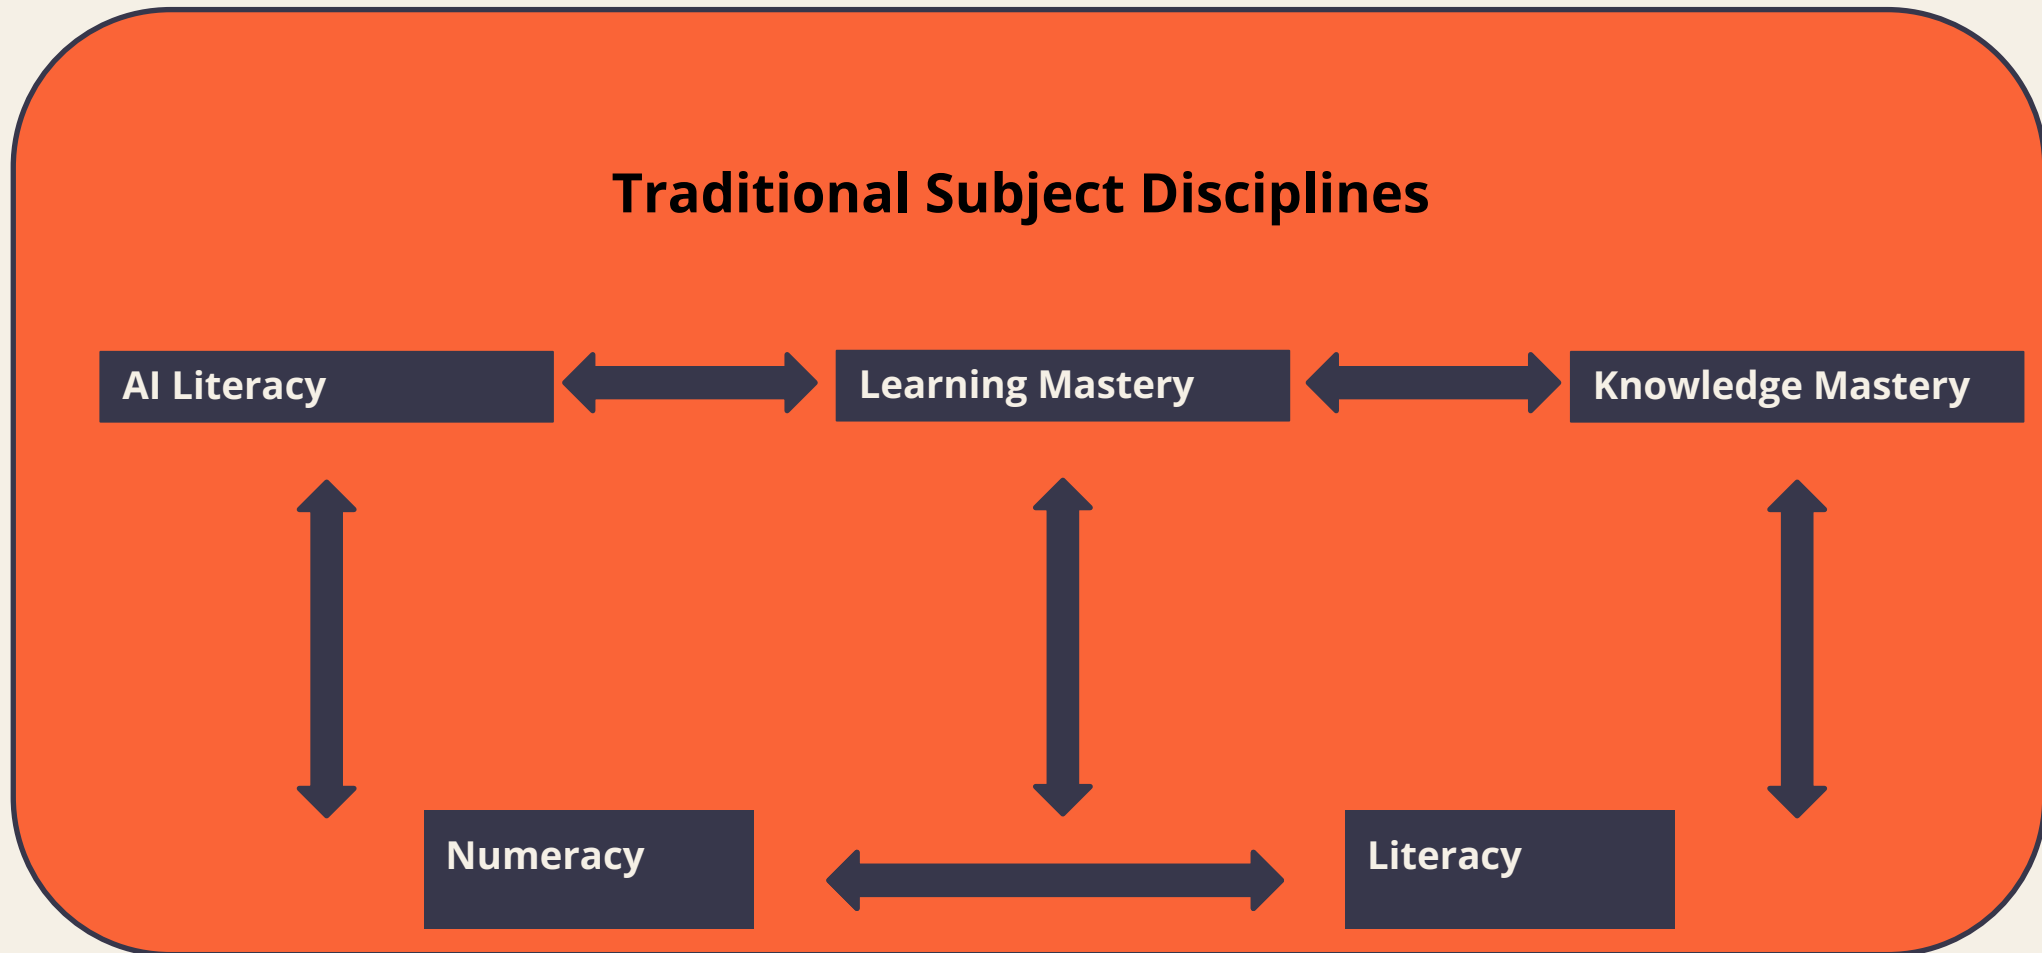 Traditional Subject Disciplines
AI Literacy
Learning Mastery
Knowledge Mastery
Numeracy
Literacy